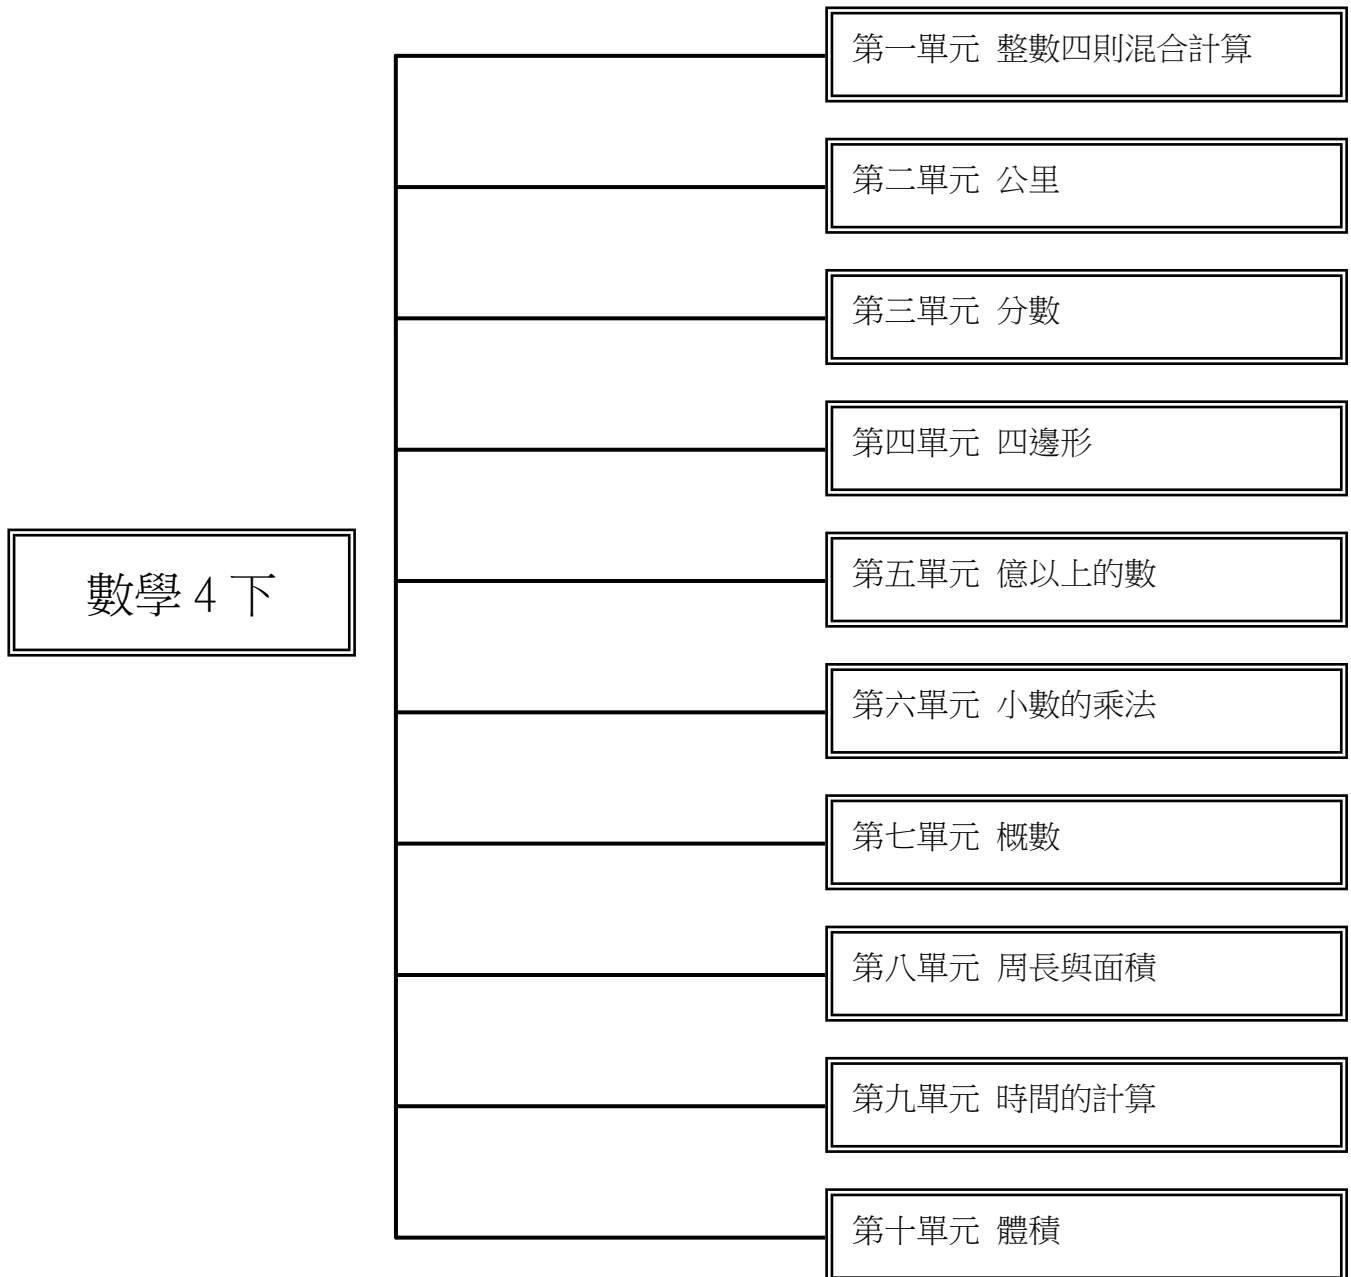 第一單元 整數四則混合計算
第二單元 公里
第三單元 分數
第四單元 四邊形
數學 4 下
第五單元 億以上的數
第六單元 小數的乘法
第七單元 概數
第八單元 周長與面積
第九單元 時間的計算
第十單元 體積